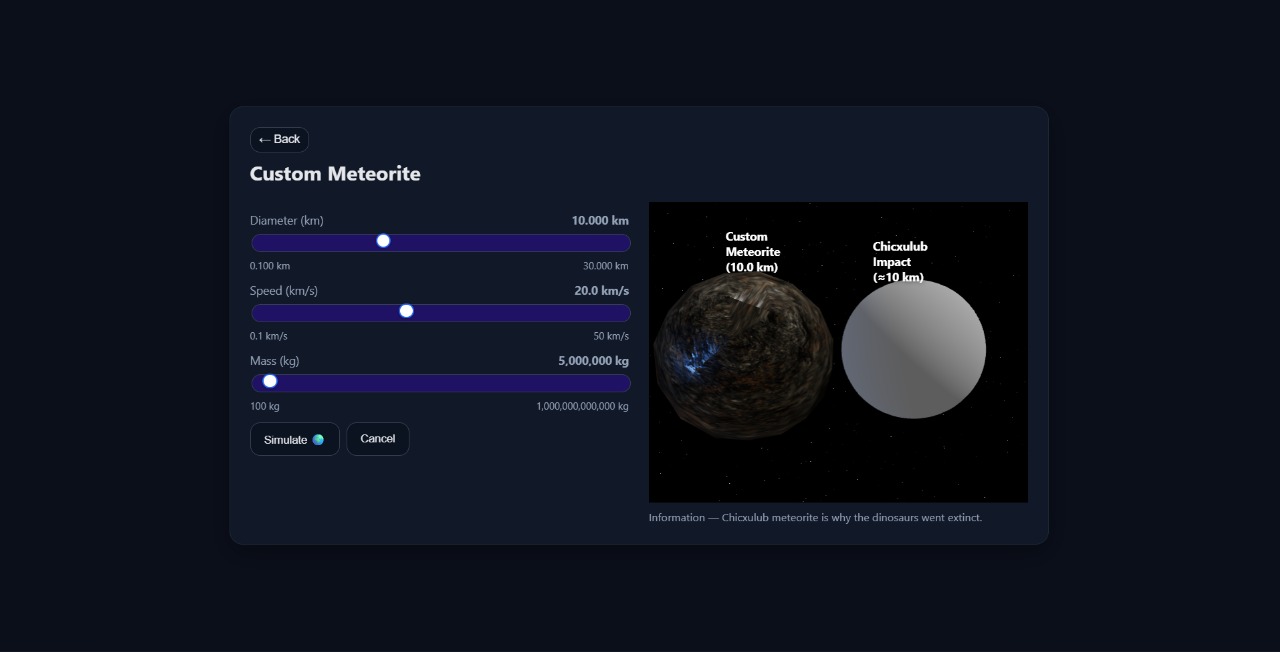 ← Back
Custom Meteorite
Diameter (km) 10.000 km
0.100 km 30.000 km
Speed (km/s) 20.0 km/s
0.1 km/s 50 km/s
Mass (kg) 5,000,000 kg
100 kg 1,000,000,000,000 kg
Simulate
Cancel
Custom
Meteorite
(10.0 km)
Chicxulub
Impact
(≈10 km)
Information — Chicxulub meteorite is why the dinosaurs went extinct.